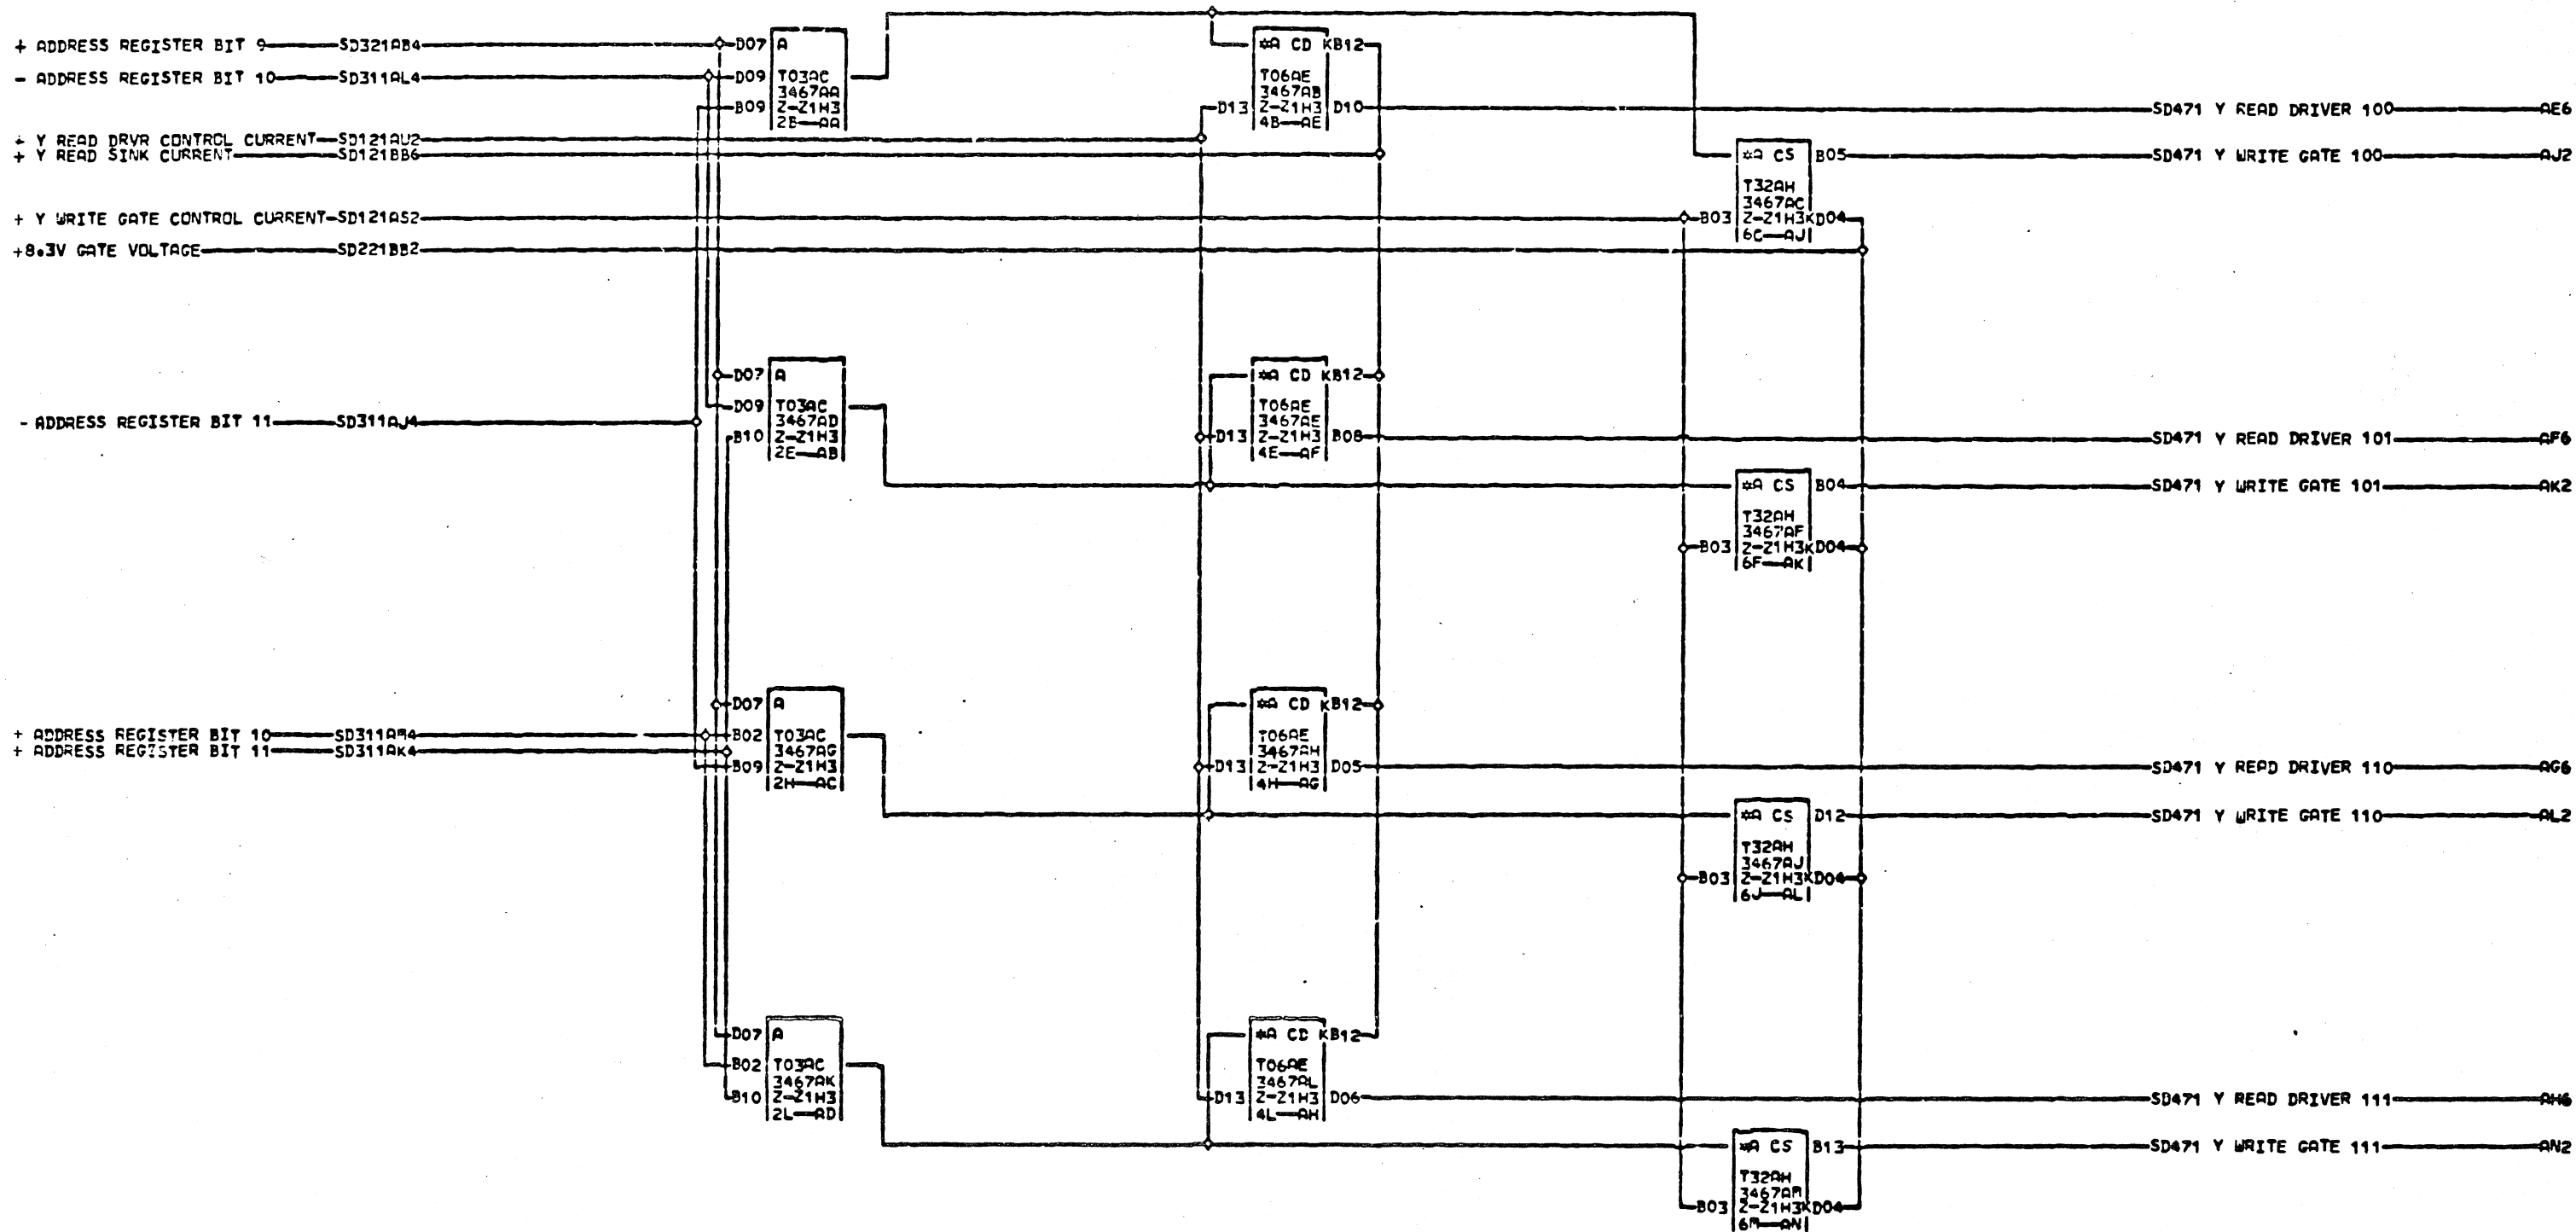 + ADDRESS REGISTER BIT 9 SD321AB4
- ADDRESS REGISTER BIT 10 SD311AL4
+ Y READ DRVR CONTROL CURRENT SD121AU2
+ Y READ SINK CURRENT SD121BB6
+ Y WRITE GATE CONTROL CURRENT SD121AS2
+8.3V GATE VOLTAGE SD221BB2
D07 A
D09 T03AC
3467AA
B09 Z-Z1H3
2B AA
*A CD K B12
T06AE
3467AB
D13 Z-Z1H3 D10
4B AE
SD471 Y READ DRIVER 100 AE6
*A CS B05
T32AH
3467AC
B03 Z-Z1H3K D04
6C AJ
SD471 Y WRITE GATE 100 AJ2
- ADDRESS REGISTER BIT 11 SD311AJ4
D07 A
D09 T03AC
3467AD
B10 Z-Z1H3
2E AB
*A CD K B12
T06AE
3467AE
D13 Z-Z1H3 B08
4E AF
SD471 Y READ DRIVER 101 AF6
*A CS B04
T32AH
3467AF
B03 Z-Z1H3K D04
6F AK
SD471 Y WRITE GATE 101 AK2
+ ADDRESS REGISTER BIT 10 SD311AM4
+ ADDRESS REGISTER BIT 11 SD311AK4
D07 A
B02 T03AC
3467AG
B09 Z-Z1H3
2H AC
*A CD K B12
T06AE
3467AH
D13 Z-Z1H3 D05
4H AG
SD471 Y READ DRIVER 110 AG6
*A CS D12
T32AH
3467AJ
B03 Z-Z1H3K D04
6J AL
SD471 Y WRITE GATE 110 AL2
D07 A
B02 T03AC
3467AK
B10 Z-Z1H3
2L AD
*A CD K B12
T06AE
3467AL
D13 Z-Z1H3 D06
4L AH
SD471 Y READ DRIVER 111 AH6
*A CS B13
T32AH
3467AM
B03 Z-Z1H3K D04
6M AN
SD471 Y WRITE GATE 111 AN2